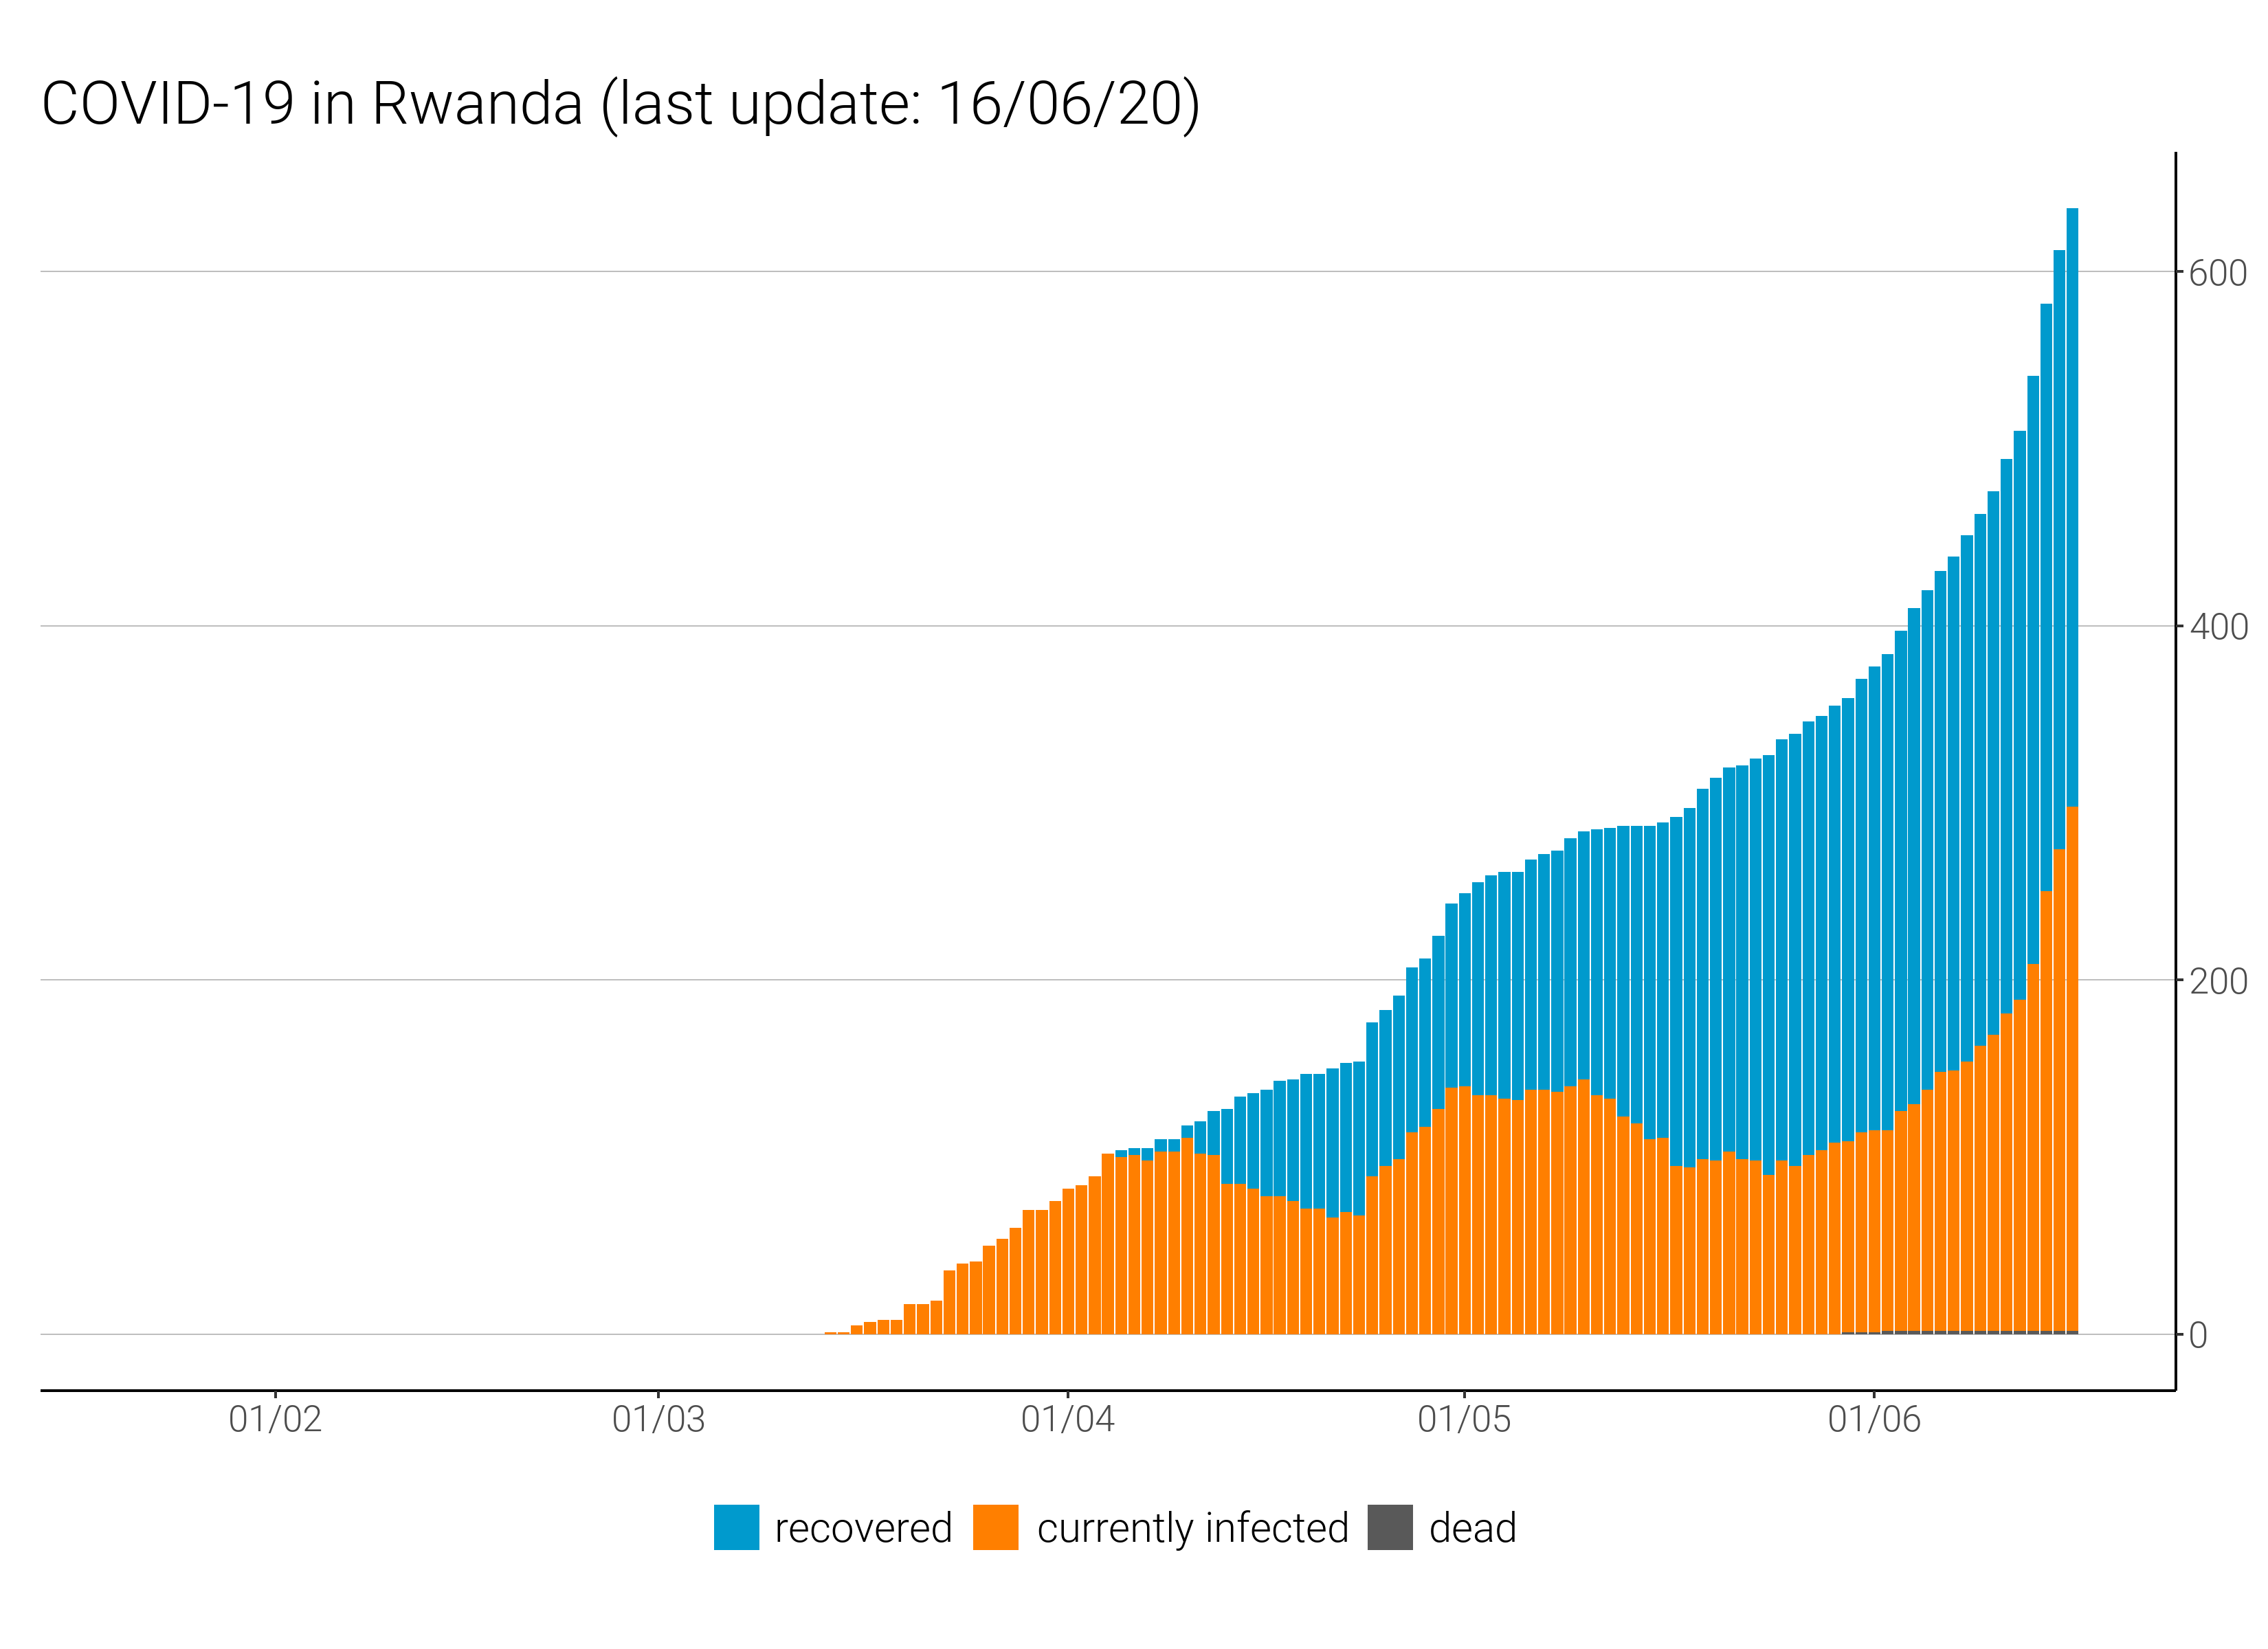 COVID-19 in Rwanda (last update: 16/06/20)
600
400
200
0
01/02 01/03 01/04 01/05 01/06
recovered currently infected dead